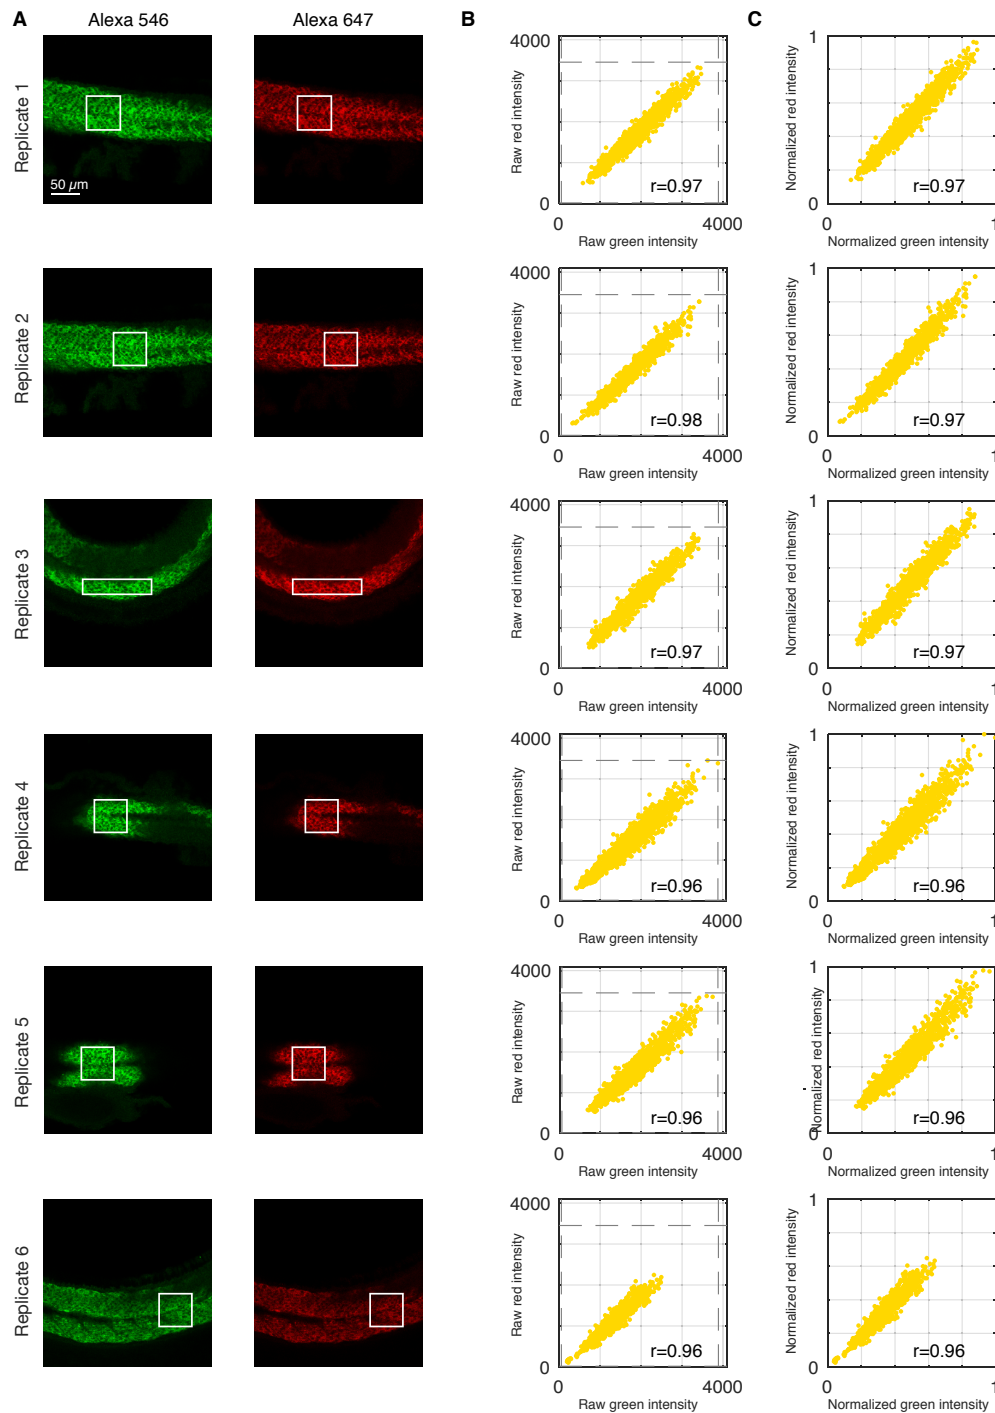 A Alexa 546 Alexa 647 B C
Replicate 1
50 µm
4000
Raw red intensity
r=0.97
0
0 4000
Raw green intensity
1
Normalized red intensity
r=0.97
0
0 1
Normalized green intensity
Replicate 2
4000
Raw red intensity
r=0.98
0
0 4000
Raw green intensity
1
Normalized red intensity
r=0.97
0
0 1
Normalized green intensity
Replicate 3
4000
Raw red intensity
r=0.97
0
0 4000
Raw green intensity
1
Normalized red intensity
r=0.97
0
0 1
Normalized green intensity
Replicate 4
4000
Raw red intensity
r=0.96
0
0 4000
Raw green intensity
1
Normalized red intensity
r=0.96
0
0 1
Normalized green intensity
Replicate 5
4000
Raw red intensity
r=0.96
0
0 4000
Raw green intensity
1
Normalized red intensity
r=0.96
0
0 1
Normalized green intensity
Replicate 6
4000
Raw red intensity
r=0.96
0
0 4000
Raw green intensity
1
Normalized red intensity
r=0.96
0
0 1
Normalized green intensity